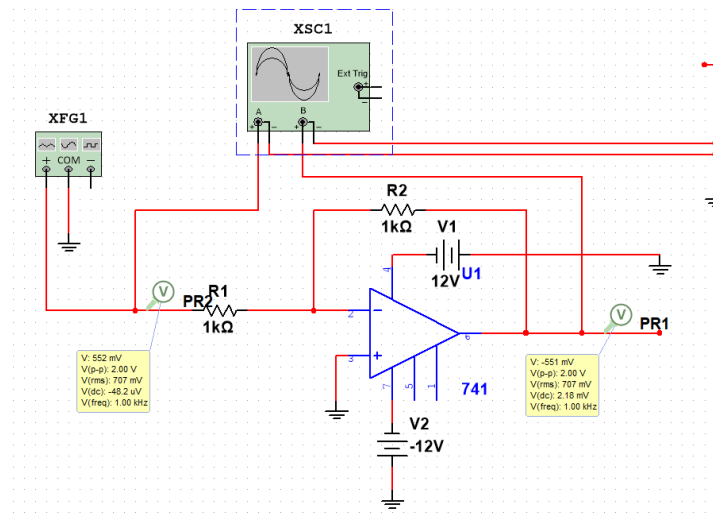 XSC1
Ext Trig
+
–
A
B
+ – + –
XFG1
+ COM –
R2
1kΩ
V1
12V
4
U1
V
PR2
R1
1kΩ
2
–
3
+
6
7
5
1
741
V
PR1
V: 552 mV
V(p-p): 2.00 V
V(rms): 707 mV
V(dc): -48.2 uV
V(freq): 1.00 kHz
V: -551 mV
V(p-p): 2.00 V
V(rms): 707 mV
V(dc): 2.18 mV
V(freq): 1.00 kHz
V2
-12V